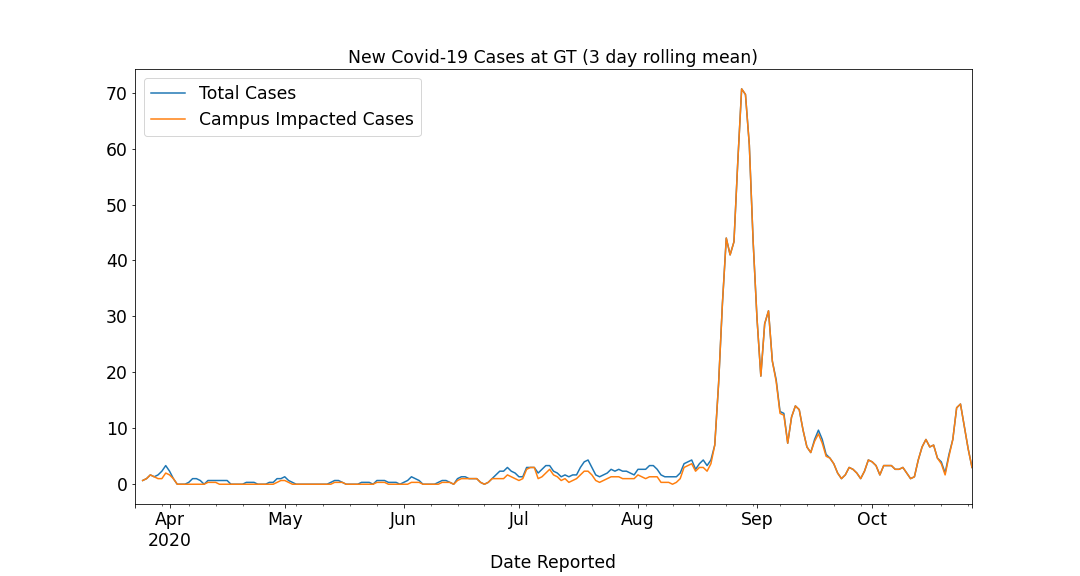 New Covid-19 Cases at GT (3 day rolling mean)
Total Cases
Campus Impacted Cases
70
60
50
40
30
20
10
0
Apr May Jun Jul Aug Sep Oct
2020
Date Reported